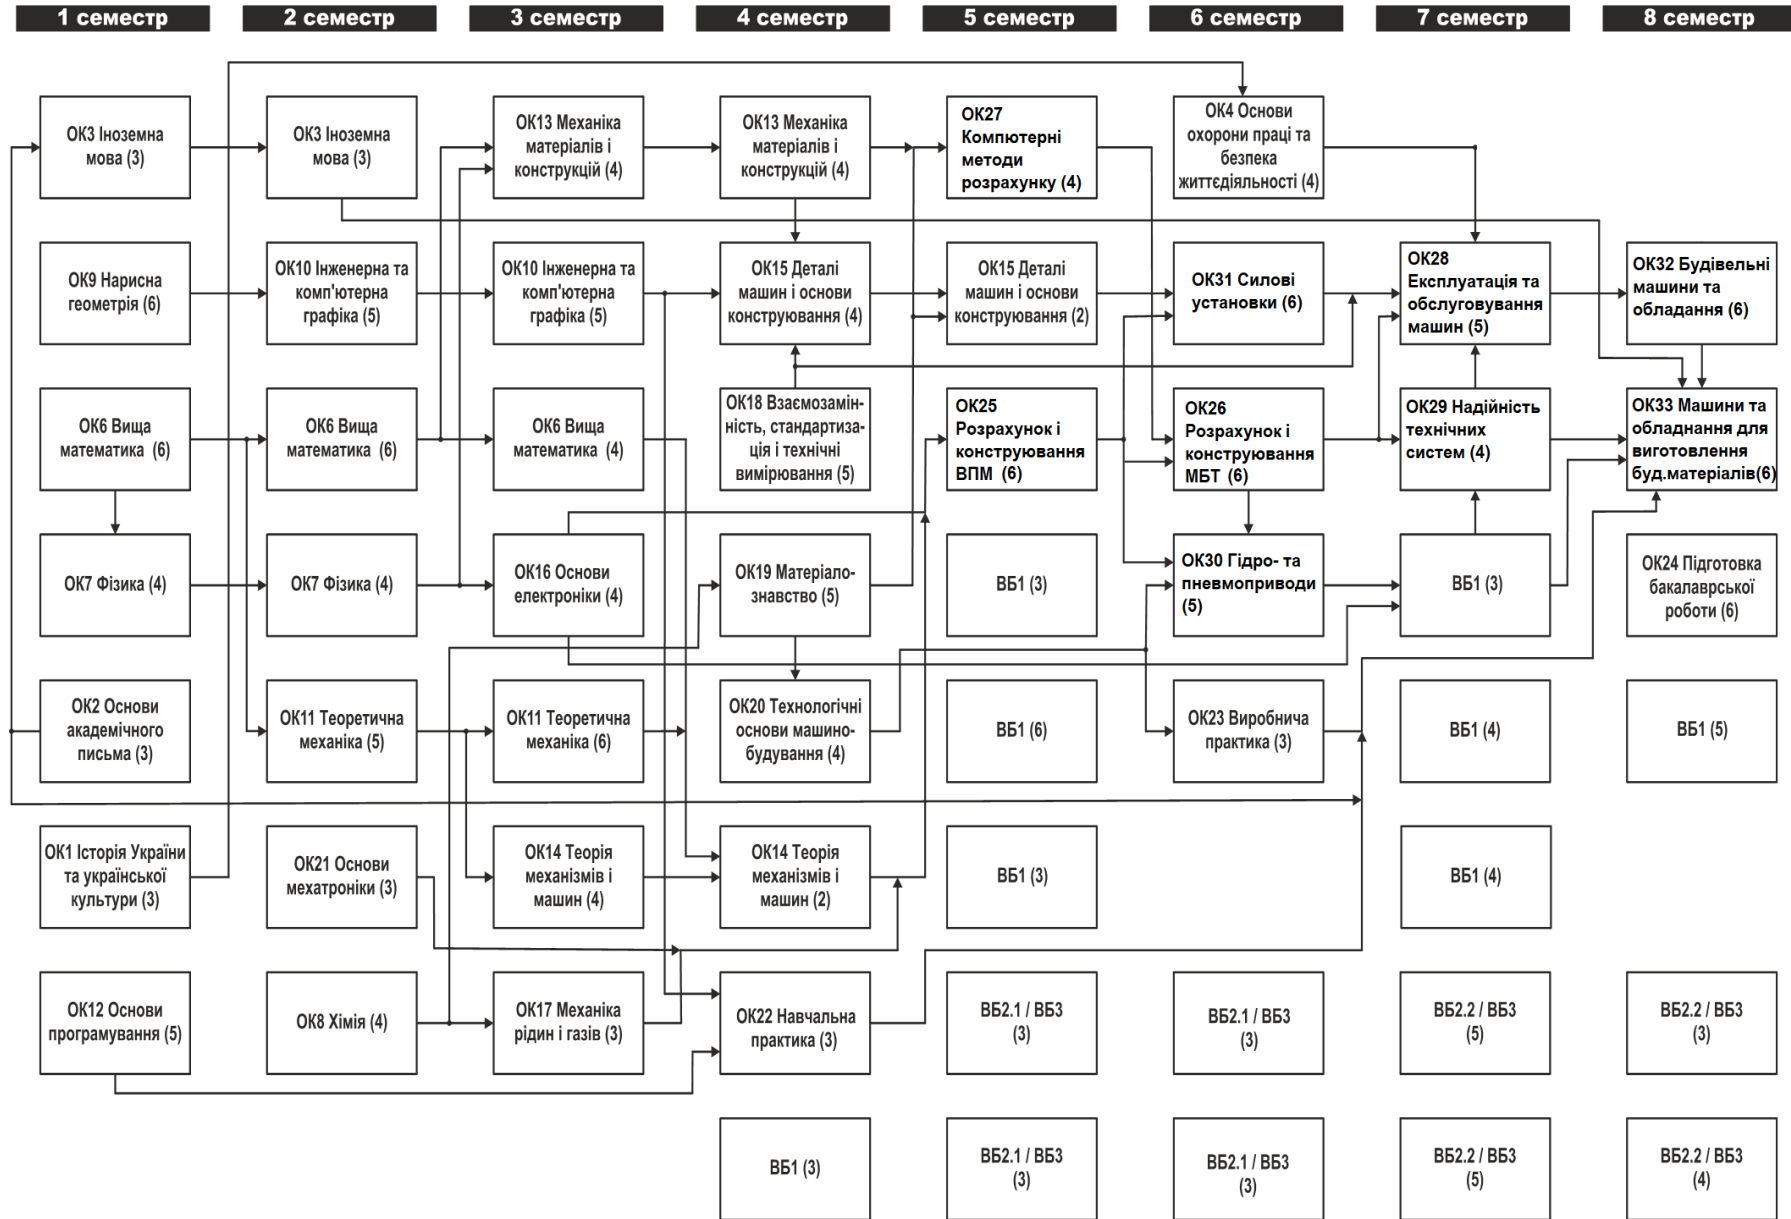 1 семестр
2 семестр
3 семестр
4 семестр
5 семестр
6 семестр
7 семестр
8 семестр
ОК3 Іноземна
мова (3)
ОК3 Іноземна
мова (3)
ОК13 Механіка
матеріалів і
конструкцій (4)
ОК13 Механіка
матеріалів і
конструкцій (4)
ОК27
Компютерні
методи
розрахунку (4)
ОК4 Основи
охорони праці та
безпека
життєдіяльності (4)
ОК9 Нарисна
геометрія (6)
ОК10 Інженерна та
комп'ютерна
графіка (5)
ОК10 Інженерна та
комп'ютерна
графіка (5)
ОК15 Деталі
машин і основи
конструювання (4)
ОК15 Деталі
машин і основи
конструювання (2)
ОК31 Силові
установки (6)
ОК28
Експлуатація та
обслуговування
машин (5)
ОК32 Будівельні
машини та
обладання (6)
ОК6 Вища
математика (6)
ОК6 Вища
математика (6)
ОК6 Вища
математика (4)
ОК18 Взаємозамін-
ність, стандартиза-
ція і технічні
вимірювання (5)
ОК25
Розрахунок і
конструювання
ВПМ (6)
ОК26
Розрахунок і
конструювання
МБТ (6)
ОК29 Надійність
технічних
систем (4)
ОК33 Машини та
обладнання для
виготовлення
буд.матеріалів(6)
ОК7 Фізика (4)
ОК7 Фізика (4)
ОК16 Основи
електроніки (4)
ОК19 Матеріало-
знавство (5)
ВБ1 (3)
ОК30 Гідро- та
пневмоприводи
(5)
ВБ1 (3)
ОК24 Підготовка
бакалаврської
роботи (6)
ОК2 Основи
академічного
письма (3)
ОК11 Теоретична
механіка (5)
ОК11 Теоретична
механіка (6)
ОК20 Технологічні
основи машино-
будування (4)
ВБ1 (6)
ОК23 Виробнича
практика (3)
ВБ1 (4)
ВБ1 (5)
ОК1 Історія України
та української
культури (3)
ОК21 Основи
мехатроніки (3)
ОК14 Теорія
механізмів і
машин (4)
ОК14 Теорія
механізмів і
машин (2)
ВБ1 (3)
ВБ1 (4)
ОК12 Основи
програмування (5)
ОК8 Хімія (4)
ОК17 Механіка
рідин і газів (3)
ОК22 Навчальна
практика (3)
ВБ2.1 / ВБ3
(3)
ВБ2.1 / ВБ3
(3)
ВБ2.2 / ВБ3
(5)
ВБ2.2 / ВБ3
(3)
ВБ1 (3)
ВБ2.1 / ВБ3
(3)
ВБ2.1 / ВБ3
(3)
ВБ2.2 / ВБ3
(5)
ВБ2.2 / ВБ3
(4)